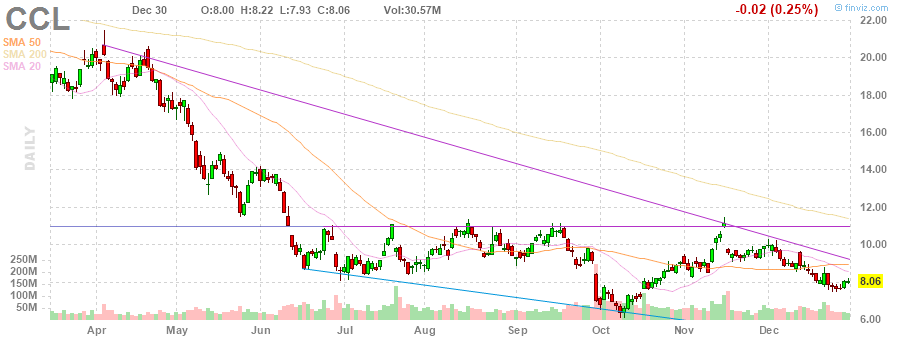 CCL
Dec 30 O:8.00 H:8.22 L:7.93 C:8.06 Vol:30.57M -0.02 (0.25%)
© finviz.com
SMA 50
SMA 200
SMA 20
DAILY
22.00
20.00
18.00
16.00
14.00
12.00
10.00
8.06
6.00
250M
200M
150M
100M
50M
Apr May Jun Jul Aug Sep Oct Nov Dec